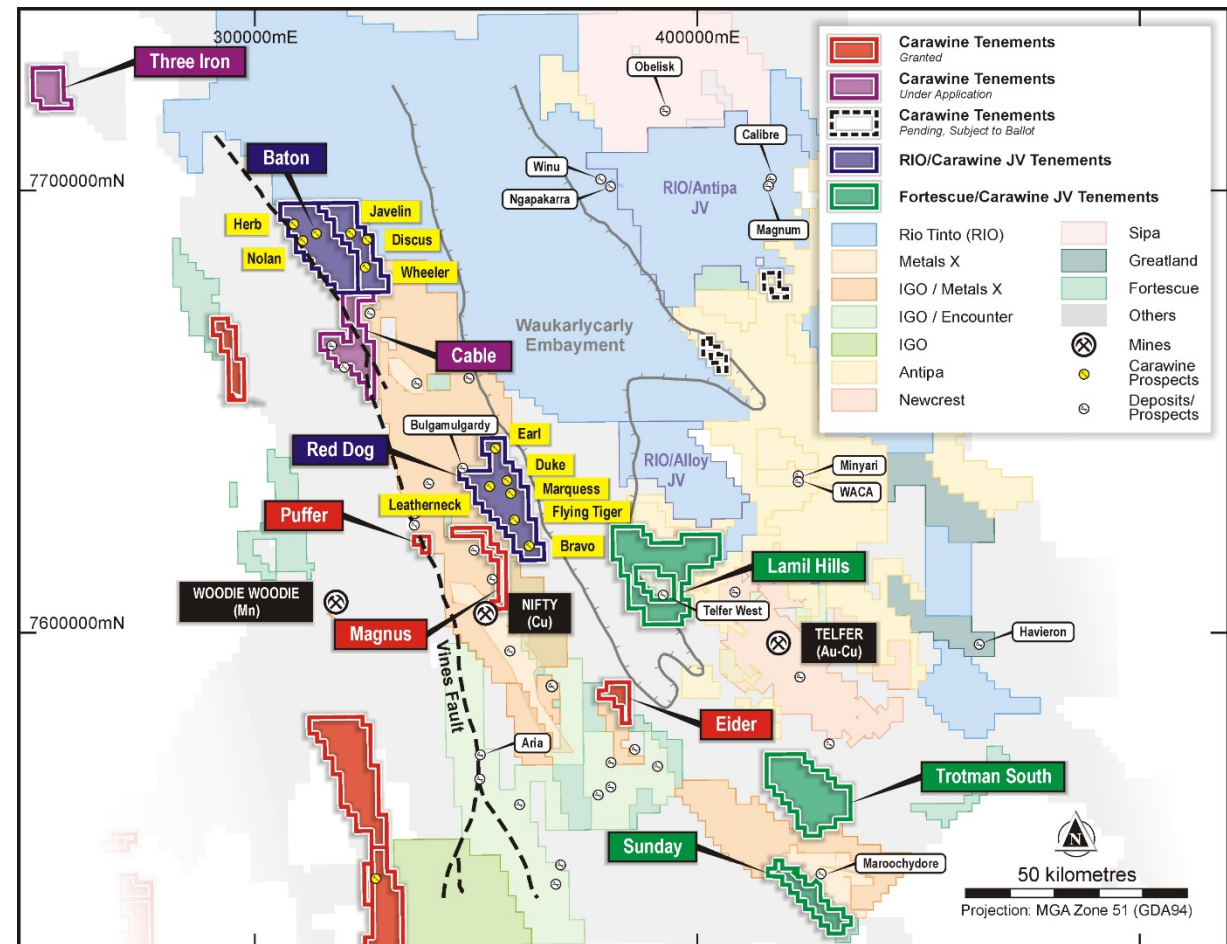 300000mE
400000mE
7700000mN
7600000mN
Three Iron
Obelisk
Baton
Winu
Ngapakarra
RIO/Antipa
JV
Calibre
Magnum
Herb
Nolan
Javelin
Discus
Wheeler
Waukarlycarly
Embayment
Cable
Bulgamulgardy
Red Dog
Earl
Duke
Marquess
Leatherneck
Flying Tiger
Bravo
RIO/Alloy
JV
Minyari
WACA
Puffer
WOODIE WOODIE
(Mn)
Magnus
NIFTY
(Cu)
Lamil Hills
Telfer West
TELFER
(Au-Cu)
Havieron
Vines Fault
Eider
Aria
Trotman South
Sunday
Maroochydore
Carawine Tenements
Granted
Carawine Tenements
Under Application
Carawine Tenements
Pending, Subject to Ballot
RIO/Carawine JV Tenements
Fortescue/Carawine JV Tenements
Rio Tinto (RIO)
Metals X
IGO / Metals X
IGO / Encounter
IGO
Antipa
Newcrest
Sipa
Greatland
Fortescue
Others
Mines
Carawine
Prospects
Deposits/
Prospects
N
50 kilometres
Projection: MGA Zone 51 (GDA94)